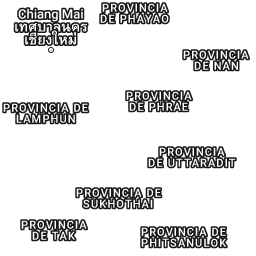 Chiang Mai
เทศบาลนคร
เชียงใหม่
PROVINCIA
DE PHAYAO
PROVINCIA
DE NAN
PROVINCIA DE
LAMPHUN
PROVINCIA
DE PHRAE
PROVINCIA
DE UTTARADIT
PROVINCIA DE
SUKHOTHAI
PROVINCIA
DE TAK
PROVINCIA DE
PHITSANULOK